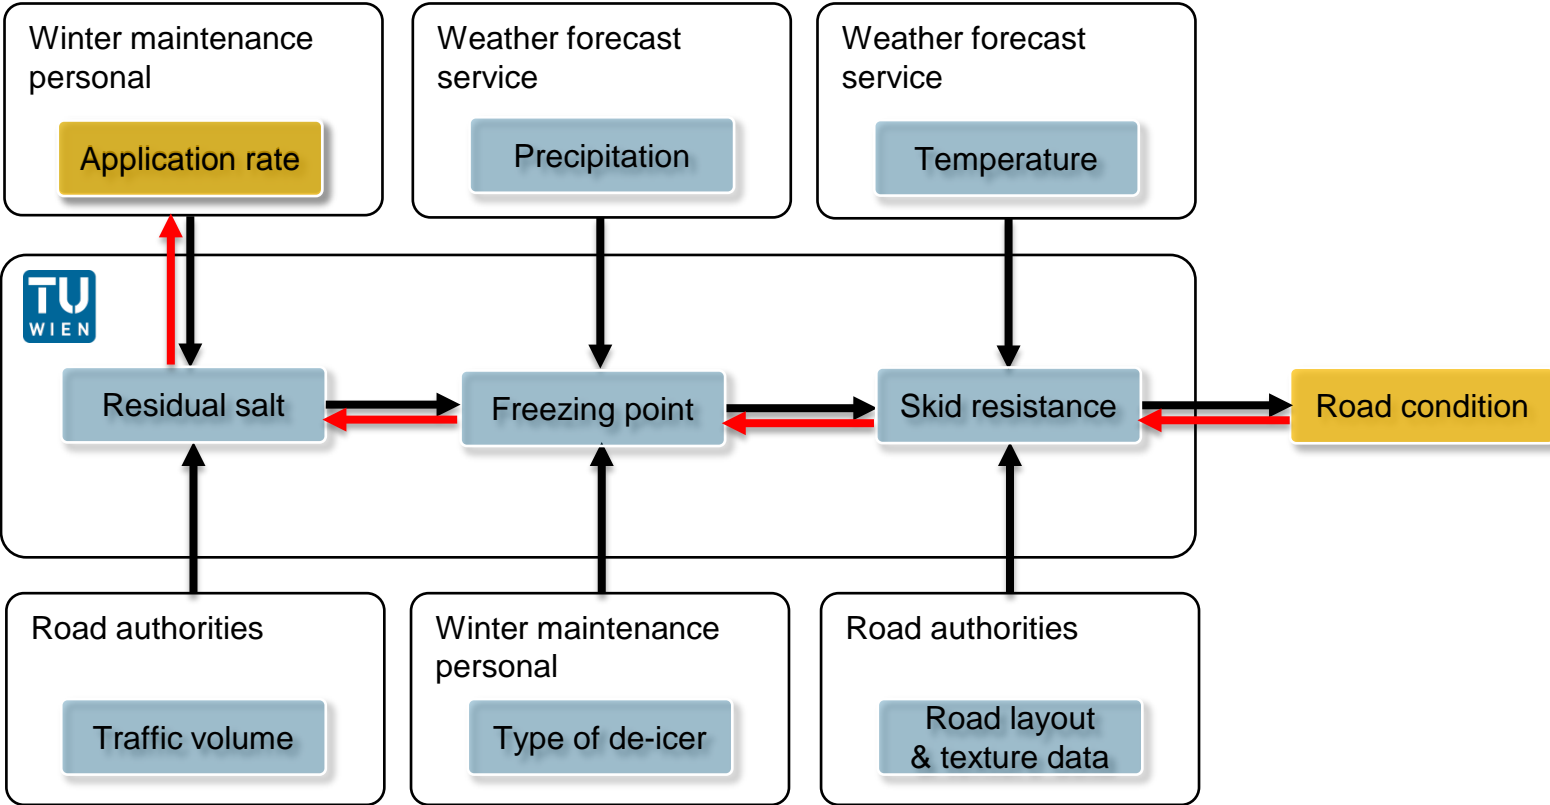 Winter maintenance
personal
Application rate
Weather forecast
service
Precipitation
Weather forecast
service
Temperature
TU
WIEN
Residual salt
Freezing point
Skid resistance
Road condition
Road authorities
Traffic volume
Winter maintenance
personal
Type of de-icer
Road authorities
Road layout
& texture data